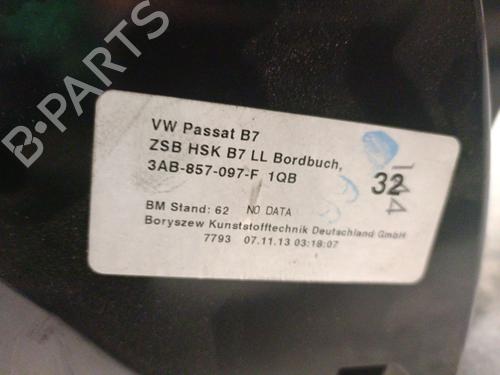 VW Passat B7
ZSB HSK B7 LL Bordbuch,
3AB-857-097-F 1QB
32
144
BM Stand: 62 NO DATA
Boryszew Kunststofftechnik Deutschland GmbH
7793 07.11.13 03:18:07
B-PARTS